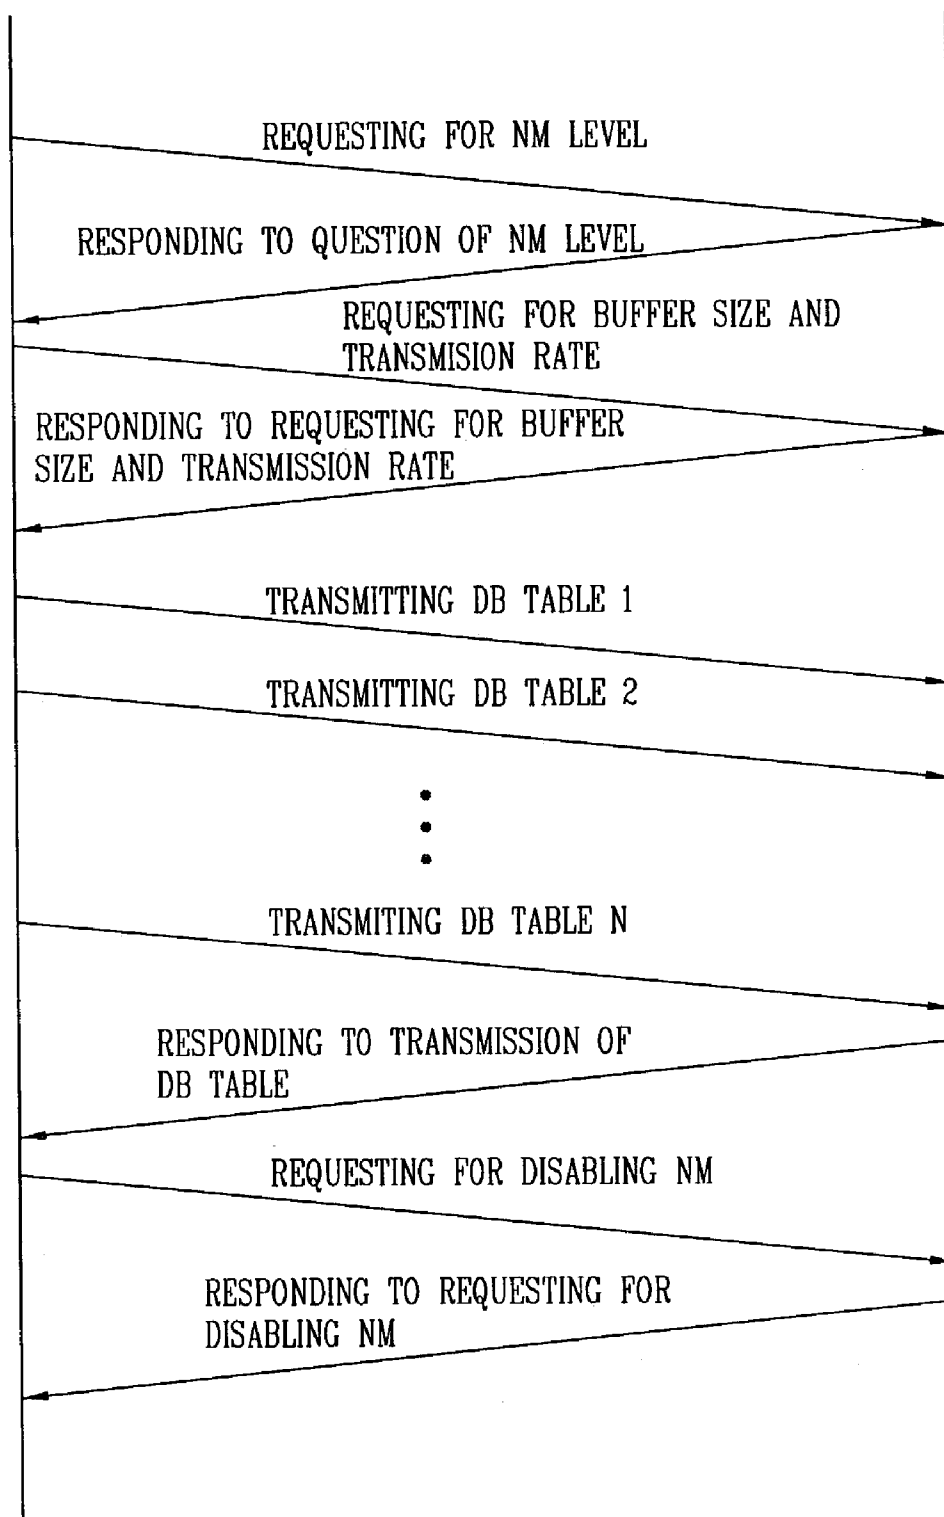 REQUESTING FOR NM LEVEL
RESPONDING TO QUESTION OF NM LEVEL
REQUESTING FOR BUFFER SIZE AND
TRANSMISION RATE
RESPONDING TO REQUESTING FOR BUFFER
SIZE AND TRANSMISSION RATE
TRANSMITTING DB TABLE 1
TRANSMITTING DB TABLE 2
TRANSMITING DB TABLE N
RESPONDING TO TRANSMISSION OF
DB TABLE
REQUESTING FOR DISABLING NM
RESPONDING TO REQUESTING FOR
DISABLING NM